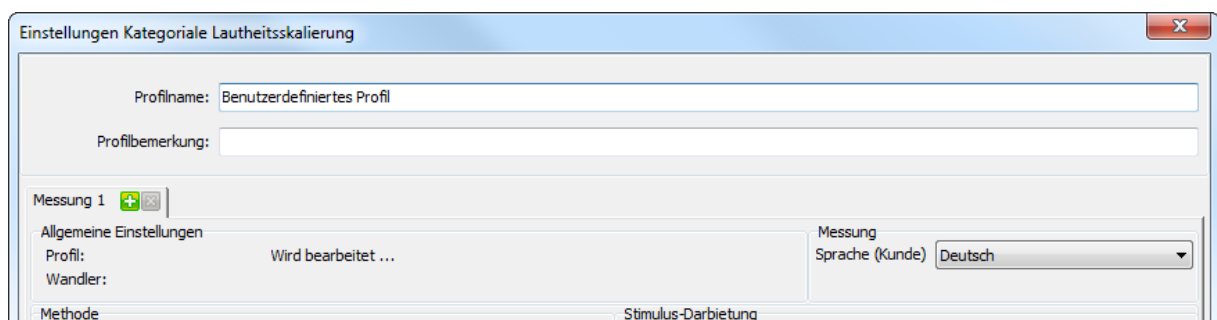 Einstellungen Kategoriale Lautheitsskalierung
Profilname: Benutzerdefiniertes Profil
Profilbemerkung:
Messung 1
Allgemeine Einstellungen
Profil: Wird bearbeitet ...
Wandler:
Messung
Sprache (Kunde) Deutsch
Methode
Stimulus-Darbietung